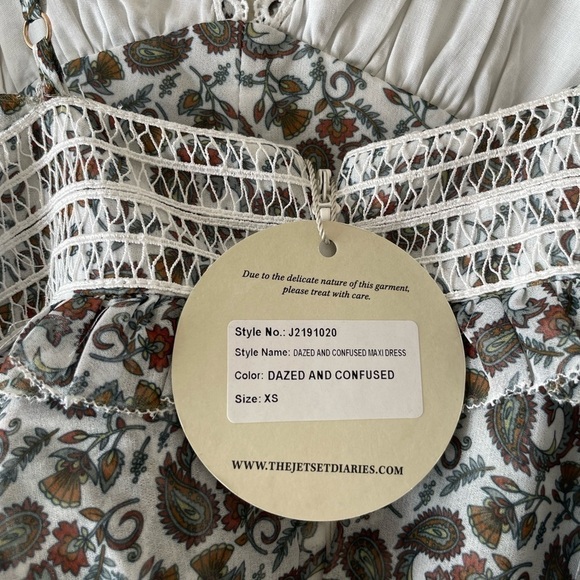 Due to the delicate nature of this garment,
please treat with care.
Style No.: J2191020
Style Name: DAZED AND CONFUSED MAXI DRESS
Color: DAZED AND CONFUSED
Size: XS
WWW.THEJETSETDIARIES.COM